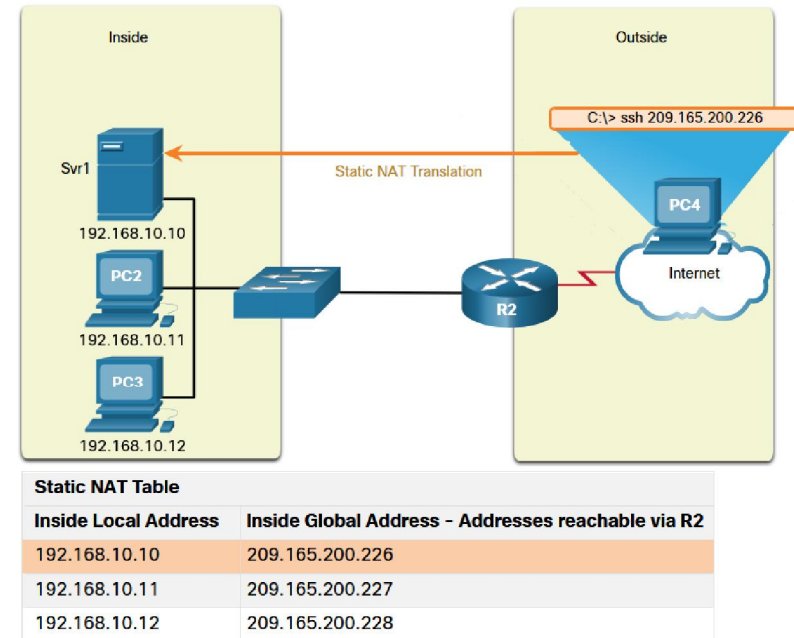 Inside
Outside
C:\> ssh 209.165.200.226
Svr1
Static NAT Translation
PC4
192.168.10.10
PC2
Internet
R2
192.168.10.11
PC3
192.168.10.12
Static NAT Table
Inside Local Address Inside Global Address - Addresses reachable via R2
192.168.10.10 209.165.200.226
192.168.10.11 209.165.200.227
192.168.10.12 209.165.200.228